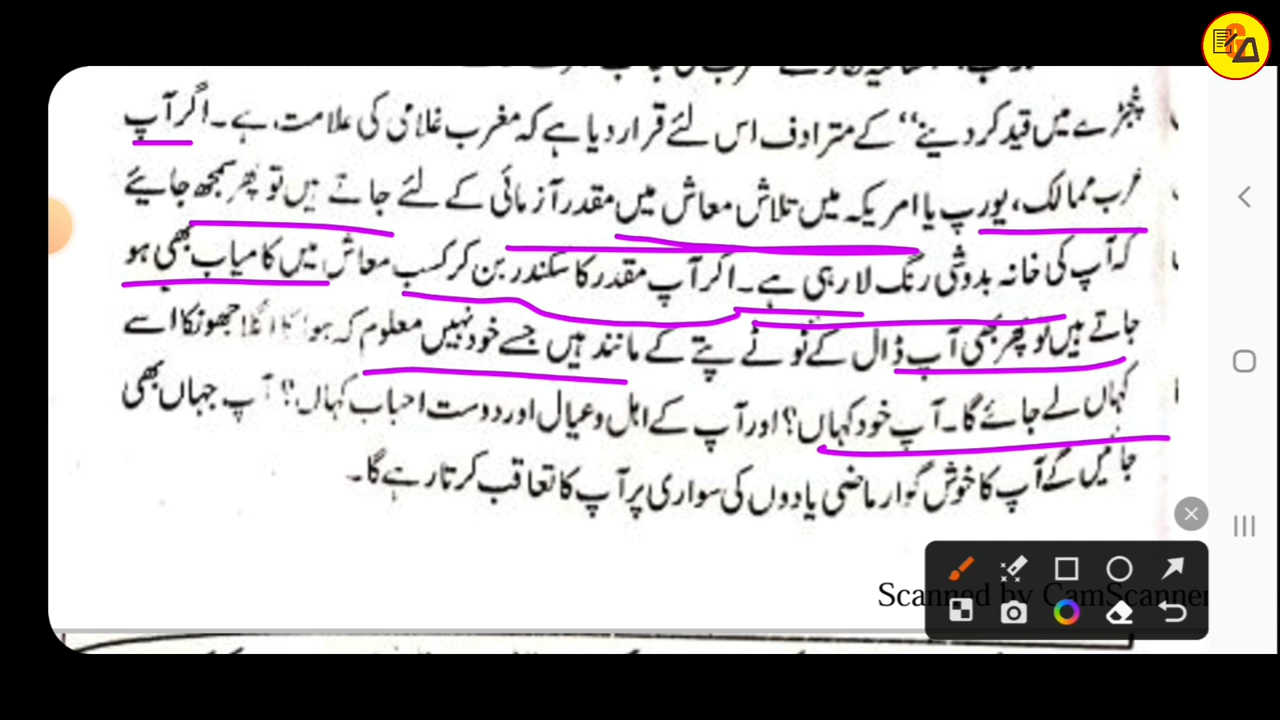 پنجرے میں قید کر دینے“ کے مترادف اس لئے قرار دیا ہے کہ مغرب غلامی کی علامت ہے۔ اگر آپ
عرب ممالک، یورپ یا امریکہ میں تلاش معاش میں مقدر آزمائی کے لئے جاتے ہیں تو پھر سمجھ جایئے
کہ آپ کی خانہ بدوشی رنگ لا رہی ہے۔ اگر آپ مقدر کا سکندر بن کر کسب معاش میں کامیاب بھی ہو
جاتے ہیں تو پھر بھی آپ ڈال کے ٹوٹے پتے کے مانند ہیں جسے خود نہیں معلوم کہ ہوا کا اگلا جھونکا اسے
کہاں لے جائے گا۔ آپ خود کہاں؟ اور آپ کے اہل و عیال اور دوست احباب کہاں؟ آپ جہاں بھی
جائیں گے آپ کا خوش گوار ماضی یادوں کی سواری پر آپ کا تعاقب کرتا رہے گا۔
Scanned by CamScanner